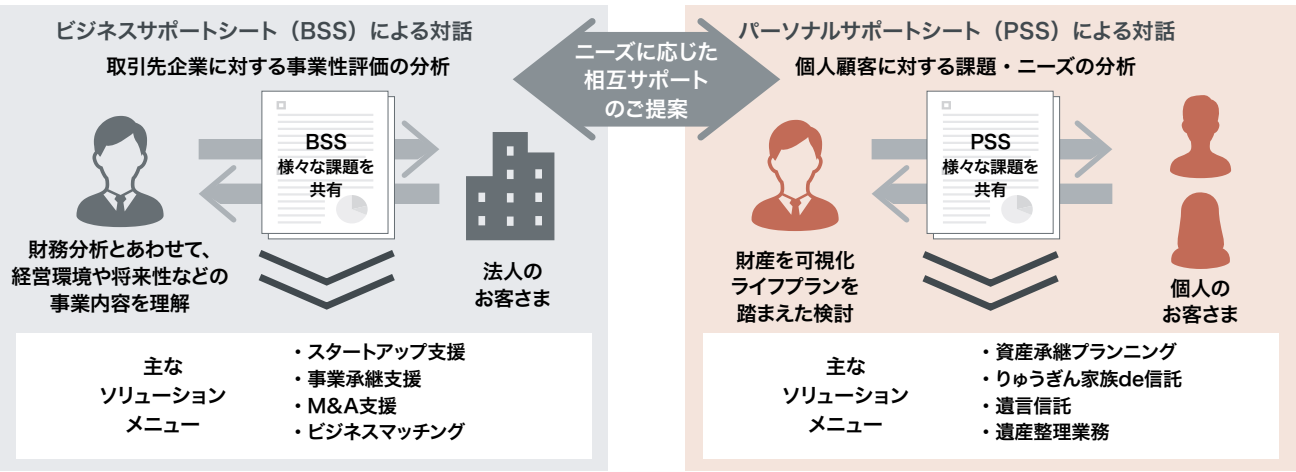 ビジネスサポートシート（BSS）による対話
取引先企業に対する事業性評価の分析
BSS
様々な課題を
共有
財務分析とあわせて、
経営環境や将来性などの
事業内容を理解
法人の
お客さま
主な
ソリューション
メニュー
・スタートアップ支援
・事業承継支援
・M&A支援
・ビジネスマッチング
ニーズに応じた
相互サポート
のご提案
パーソナルサポートシート（PSS）による対話
個人顧客に対する課題・ニーズの分析
PSS
様々な課題を
共有
財産を可視化
ライフプランを
踏まえた検討
個人の
お客さま
主な
ソリューション
メニュー
・資産承継プランニング
・りゅうぎん家族de信託
・遺言信託
・遺産整理業務